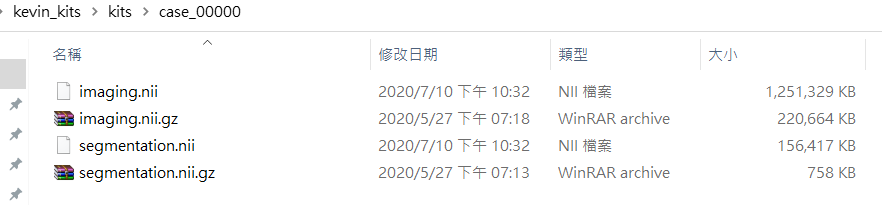 kevin_kits > kits > case_00000
名稱 修改日期 類型 大小
imaging.nii 2020/7/10 下午 10:32 NII 檔案 1,251,329 KB
imaging.nii.gz 2020/5/27 下午 07:18 WinRAR archive 220,664 KB
segmentation.nii 2020/7/10 下午 10:32 NII 檔案 156,417 KB
segmentation.nii.gz 2020/5/27 下午 07:13 WinRAR archive 758 KB